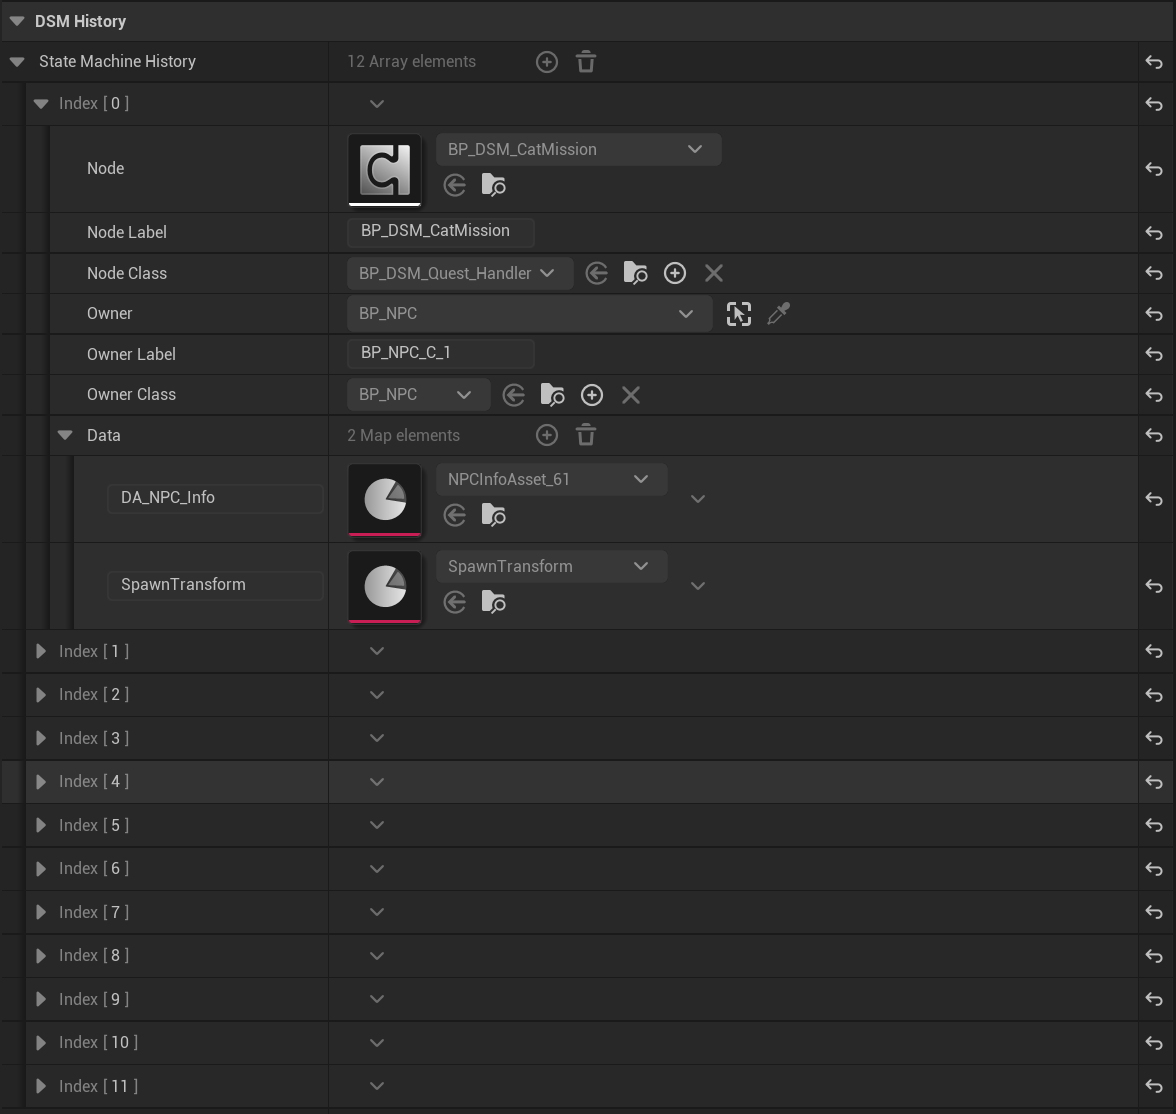 DSM History
State Machine History 12 Array elements
Index [ 0 ]
Node BP_DSM_CatMission
Node Label BP_DSM_CatMission
Node Class BP_DSM_Quest_Handler
Owner BP_NPC
Owner Label BP_NPC_C_1
Owner Class BP_NPC
Data 2 Map elements
DA_NPC_Info NPCInfoAsset_61
SpawnTransform SpawnTransform
Index [ 1 ]
Index [ 2 ]
Index [ 3 ]
Index [ 4 ]
Index [ 5 ]
Index [ 6 ]
Index [ 7 ]
Index [ 8 ]
Index [ 9 ]
Index [ 10 ]
Index [ 11 ]